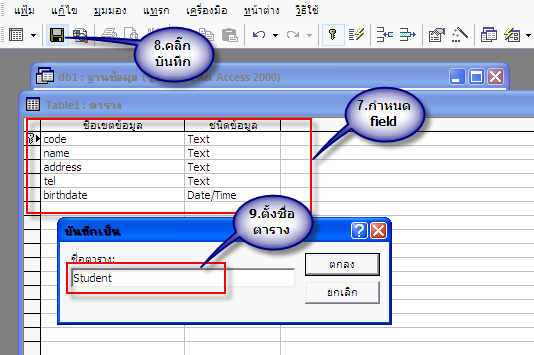 แฟ้ม แก้ไข มุมมอง แทรก เครื่องมือ หน้าต่าง วิธีใช้
8.คลิ๊ก
บันทึก
db1 : ฐานข้อมูล
Access 2000)
Table1 : ตาราง
7.กำหนด
field
ชื่อเขตข้อมูล ชนิดข้อมูล
code Text
name Text
address Text
tel Text
birthdate Date/Time
9.ตั้งชื่อ
ตาราง
บันทึกเป็น
ชื่อตาราง:
Student
ตกลง
ยกเลิก